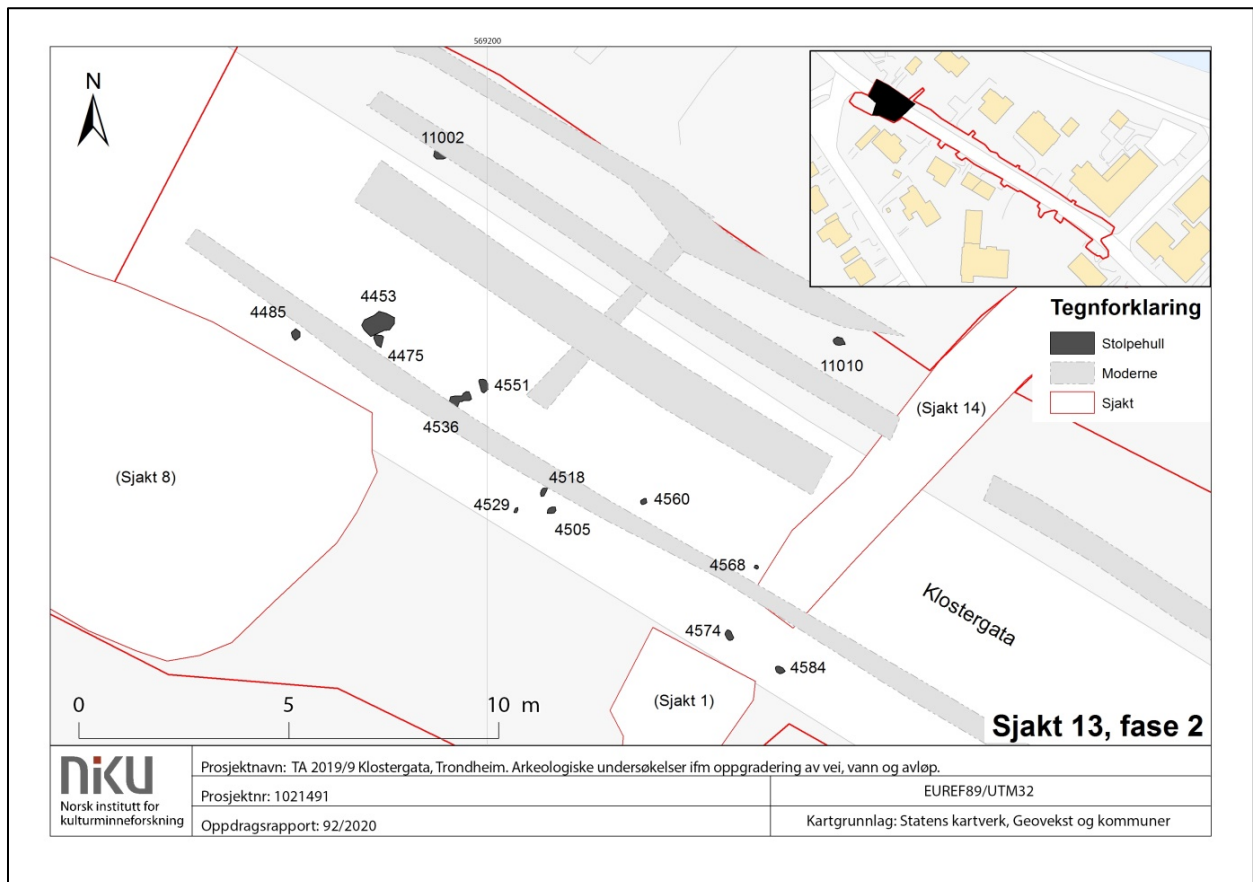 569200
N
11002
4453
4485
4475
4551
4536
11010
(Sjakt 14)
(Sjakt 8)
4518
4529
4505
4560
4568
Klostergata
4574
4584
(Sjakt 1)
Tegnforklaring
Stolpehull
Moderne
Sjakt
0 5 10 m
Sjakt 13, fase 2
NIKU
Norsk institutt for
kulturminneforskning
Prosjektnavn: TA 2019/9 Klostergata, Trondheim. Arkeologiske undersøkelser ifm oppgradering av vei, vann og avløp.
Prosjektnr: 1021491
EUREF89/UTM32
Oppdragsrapport: 92/2020
Kartgrunnlag: Statens kartverk, Geovekst og kommuner